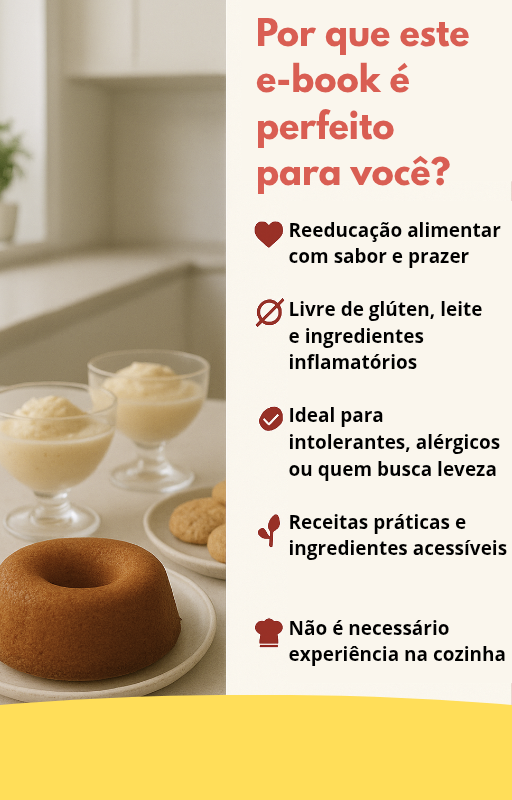 Por que este
e-book é
perfeito
para você?
Reeducação alimentar
com sabor e prazer
Livre de glúten, leite
e ingredientes
inflamatórios
Ideal para
intolerantes, alérgicos
ou quem busca leveza
Receitas práticas e
ingredientes acessíveis
Não é necessário
experiência na cozinha